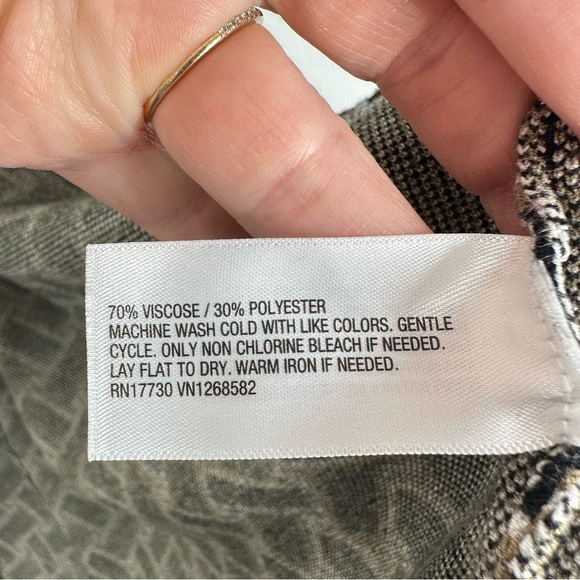 70% VISCOSE / 30% POLYESTER
MACHINE WASH COLD WITH LIKE COLORS. GENTLE
CYCLE. ONLY NON CHLORINE BLEACH IF NEEDED.
LAY FLAT TO DRY. WARM IRON IF NEEDED.
RN17730 VN1268582